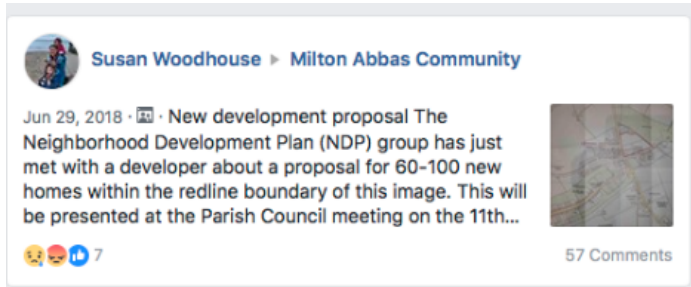 Susan Woodhouse ▸ Milton Abbas Community
Jun 29, 2018 · · New development proposal The
Neighborhood Development Plan (NDP) group has just
met with a developer about a proposal for 60-100 new
homes within the redline boundary of this image. This will
be presented at the Parish Council meeting on the 11th...
7
57 Comments